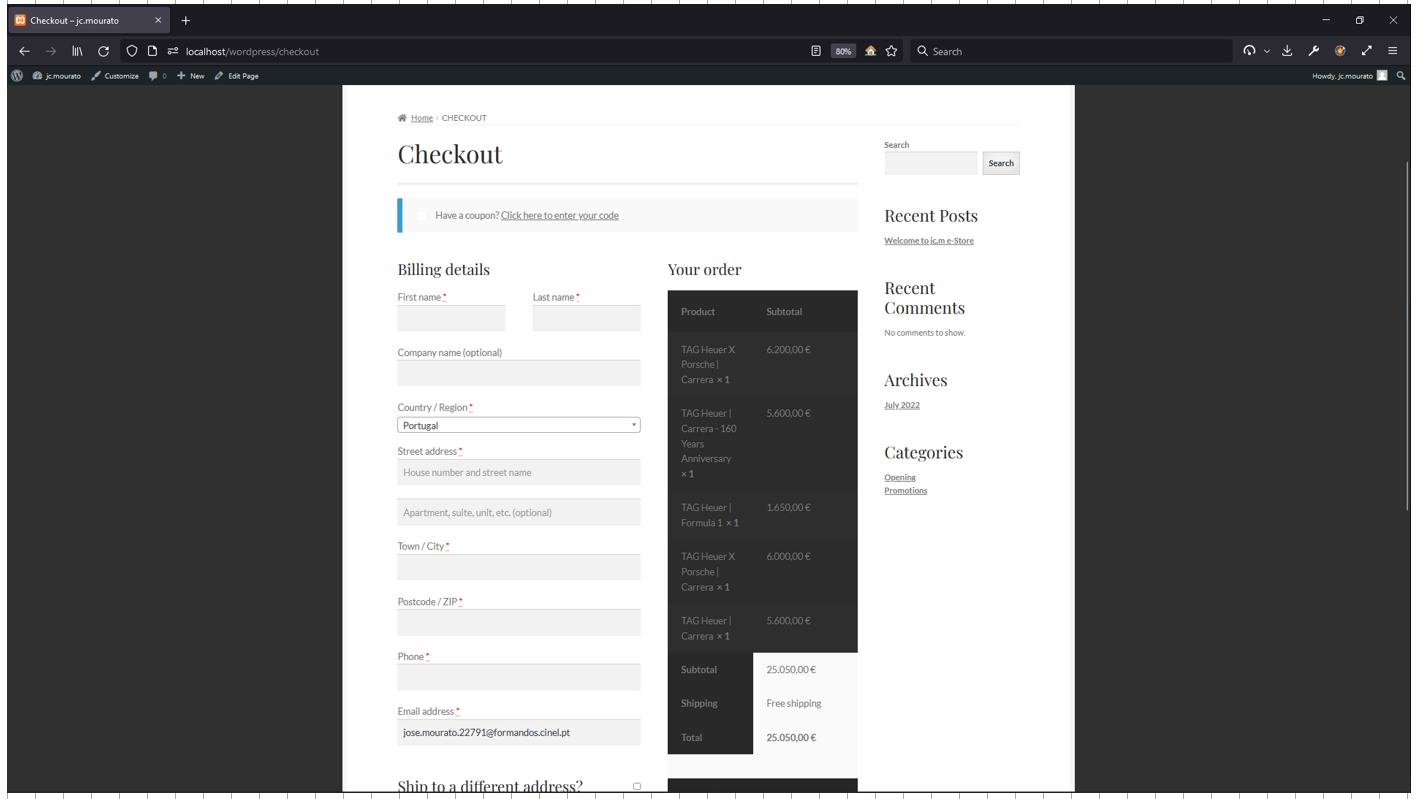 Checkout – jc.mourato
localhost/wordpress/checkout
80%
Search
jc.mourato
Customize
0
New
Edit Page
Howdy, jc.mourato
Home > CHECKOUT
Checkout
Have a coupon? Click here to enter your code
Billing details
First name *
Last name *
Company name (optional)
Country / Region *
Portugal
Street address *
House number and street name
Apartment, suite, unit, etc. (optional)
Town / City *
Postcode / ZIP *
Phone *
Email address *
jose.mourato.22791@formandos.cinel.pt
Ship to a different address?
Your order
Product Subtotal
TAG Heuer X 6.200,00 €
Porsche |
Carrera × 1
TAG Heuer | 5.600,00 €
Carrera - 160
Years
Anniversary
× 1
TAG Heuer | 1.650,00 €
Formula 1 × 1
TAG Heuer X 6.000,00 €
Porsche |
Carrera × 1
TAG Heuer | 5.600,00 €
Carrera × 1
Subtotal 25.050,00 €
Shipping Free shipping
Total 25.050,00 €
Search
Search
Recent Posts
Welcome to jc.m e-Store
Recent
Comments
No comments to show.
Archives
July 2022
Categories
Opening
Promotions